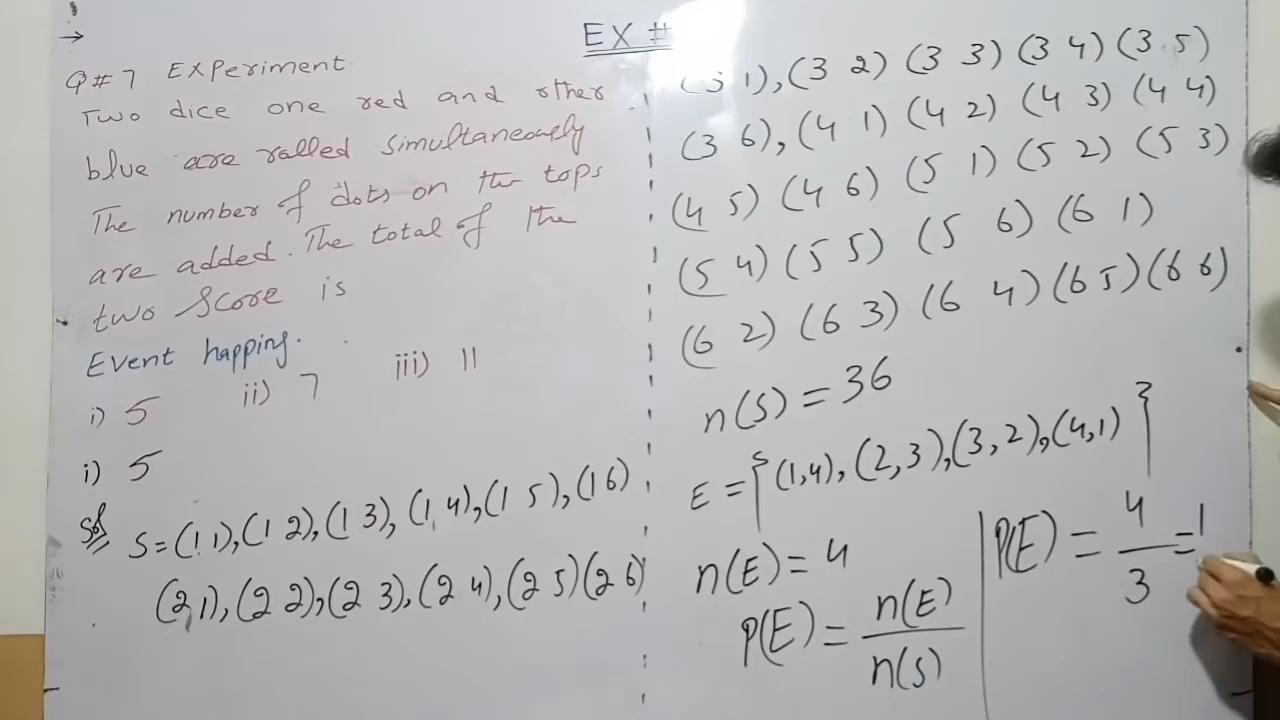 EX #
Q#7 Experiment
Two dice one red and other
blue are ralled simultaneously
The number of dots on the tops
are added. The total of the
two Score is
Event happing.
i) 5 ii) 7 iii) 11
i) 5
Sol
S=(1 1),(1 2),(1 3),(1,4),(1 5),(1 6)
(2,1),(2 2),(2 3),(2 4),(2 5)(2 6)
(3 1),(3 2)(3 3)(3 4)(3.5)
(3 6),(4 1)(4 2)(4 3)(4 4)
(4 5)(4 6)(5 1)(5 2)(5 3)
(5 4)(5 5)(5 6)(6 1)
(6 2)(6 3)(6 4)(6 5)(6 6)
n(S)=36
E={(1,4),(2,3),(3,2),(4,1)}
n(E)=4
P(E)=n(E)/n(S)
P(E)=4/3=1